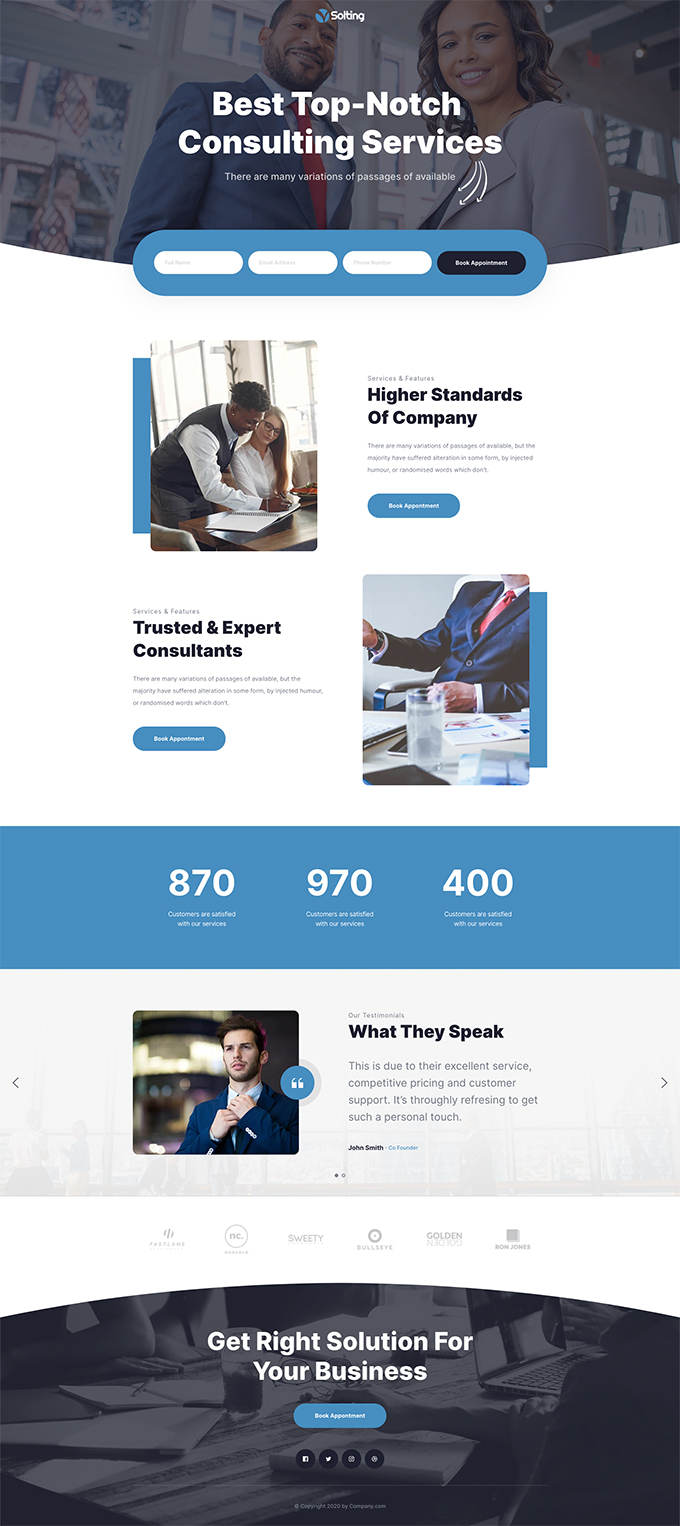 Solting
Best Top-Notch
Consulting Services
There are many variations of passages of available
Full Name
Email Address
Phone Number
Book Appointment
Services & Features
Higher Standards
Of Company
There are many variations of passages of available, but the
majority have suffered alteration in some form, by injected
humour, or randomised words which don't.
Book Appontment
Services & Features
Trusted & Expert
Consultants
There are many variations of passages of available, but the
majority have suffered alteration in some form, by injected humour,
or randomised words which don't.
Book Appontment
870
Customers are satisfied
with our services
970
Customers are satisfied
with our services
400
Customers are satisfied
with our services
Our Testimonials
What They Speak
This is due to their excellent service,
competitive pricing and customer
support. It's throughly refresing to get
such a personal touch.
John Smith - Co Founder
FASTLANE
nc.
SWEETY
BULLSEYE
GOLDEN
GOLDEN
RON JONES
Get Right Solution For
Your Business
Book Appontment
© Copyright 2020 by Company.com